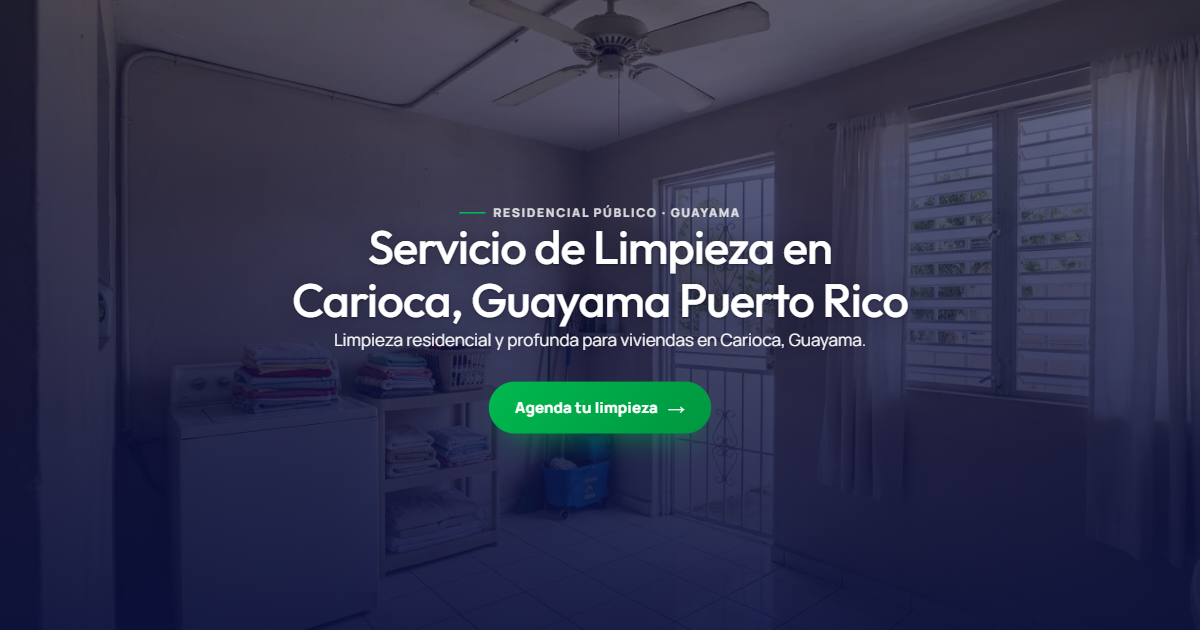 RESIDENCIAL PÚBLICO · GUAYAMA
Servicio de Limpieza en
Carioca, Guayama Puerto Rico
Limpieza residencial y profunda para viviendas en Carioca, Guayama.
Agenda tu limpieza →